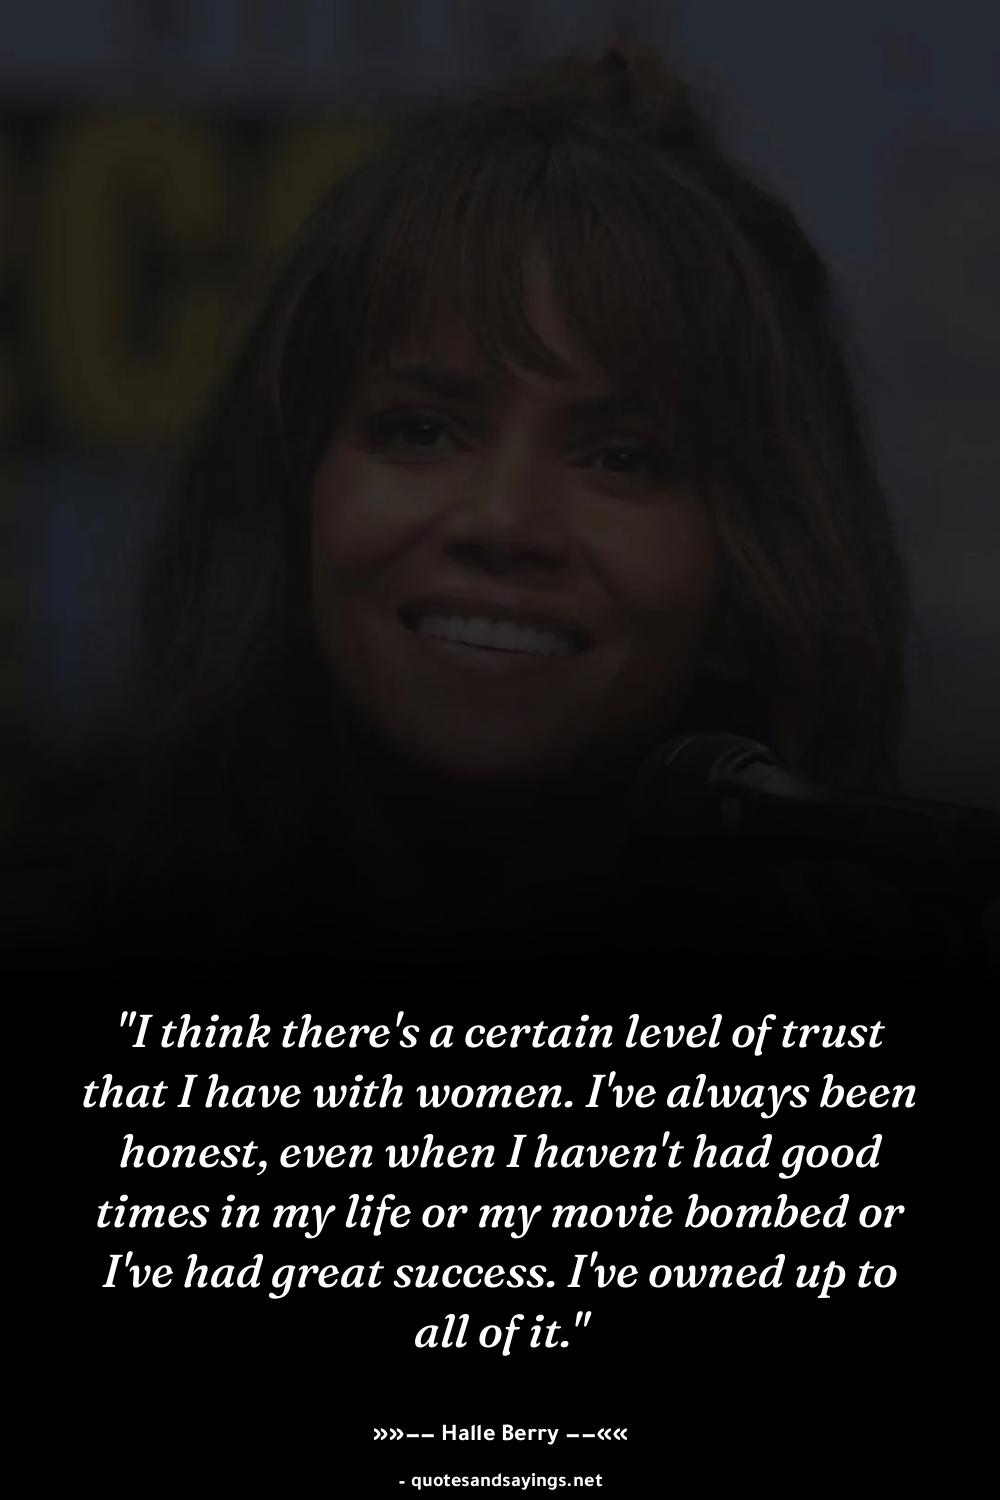 "I think there's a certain level of trust
that I have with women. I've always been
honest, even when I haven't had good
times in my life or my movie bombed or
I've had great success. I've owned up to
all of it."
»»−− Halle Berry −−««
- quotesandsayings.net